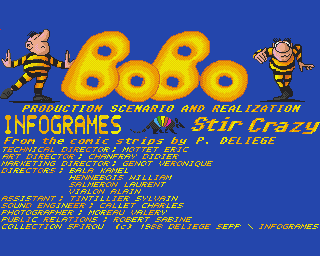 BoBo
PRODUCTION SCENARIO AND REALIZATION
INFOGRAMES Stir Crazy
From the comic strips by P. DELIEGE
TECHNICAL DIRECTOR: MOTTET ERIC
ART DIRECTOR: CHANFRAY DIDIER
MARKETING DIRECTOR: GENOT VERONIQUE
DIRECTORS: BALA KAMEL
HENNEBOIS WILLIAM
SALMERON LAURENT
VIALON ALAIN
ASSISTANT: TINTILLIER SYLVAIN
SOUND ENGINEER: CALLET CHARLES
PHOTOGRAPHER: MOREAU VALERY
PUBLIC RELATIONS: ROBERT SABINE
COLLECTION SPIROU (c) 1988 DELIEGE SEPP \ INFOGRAMES